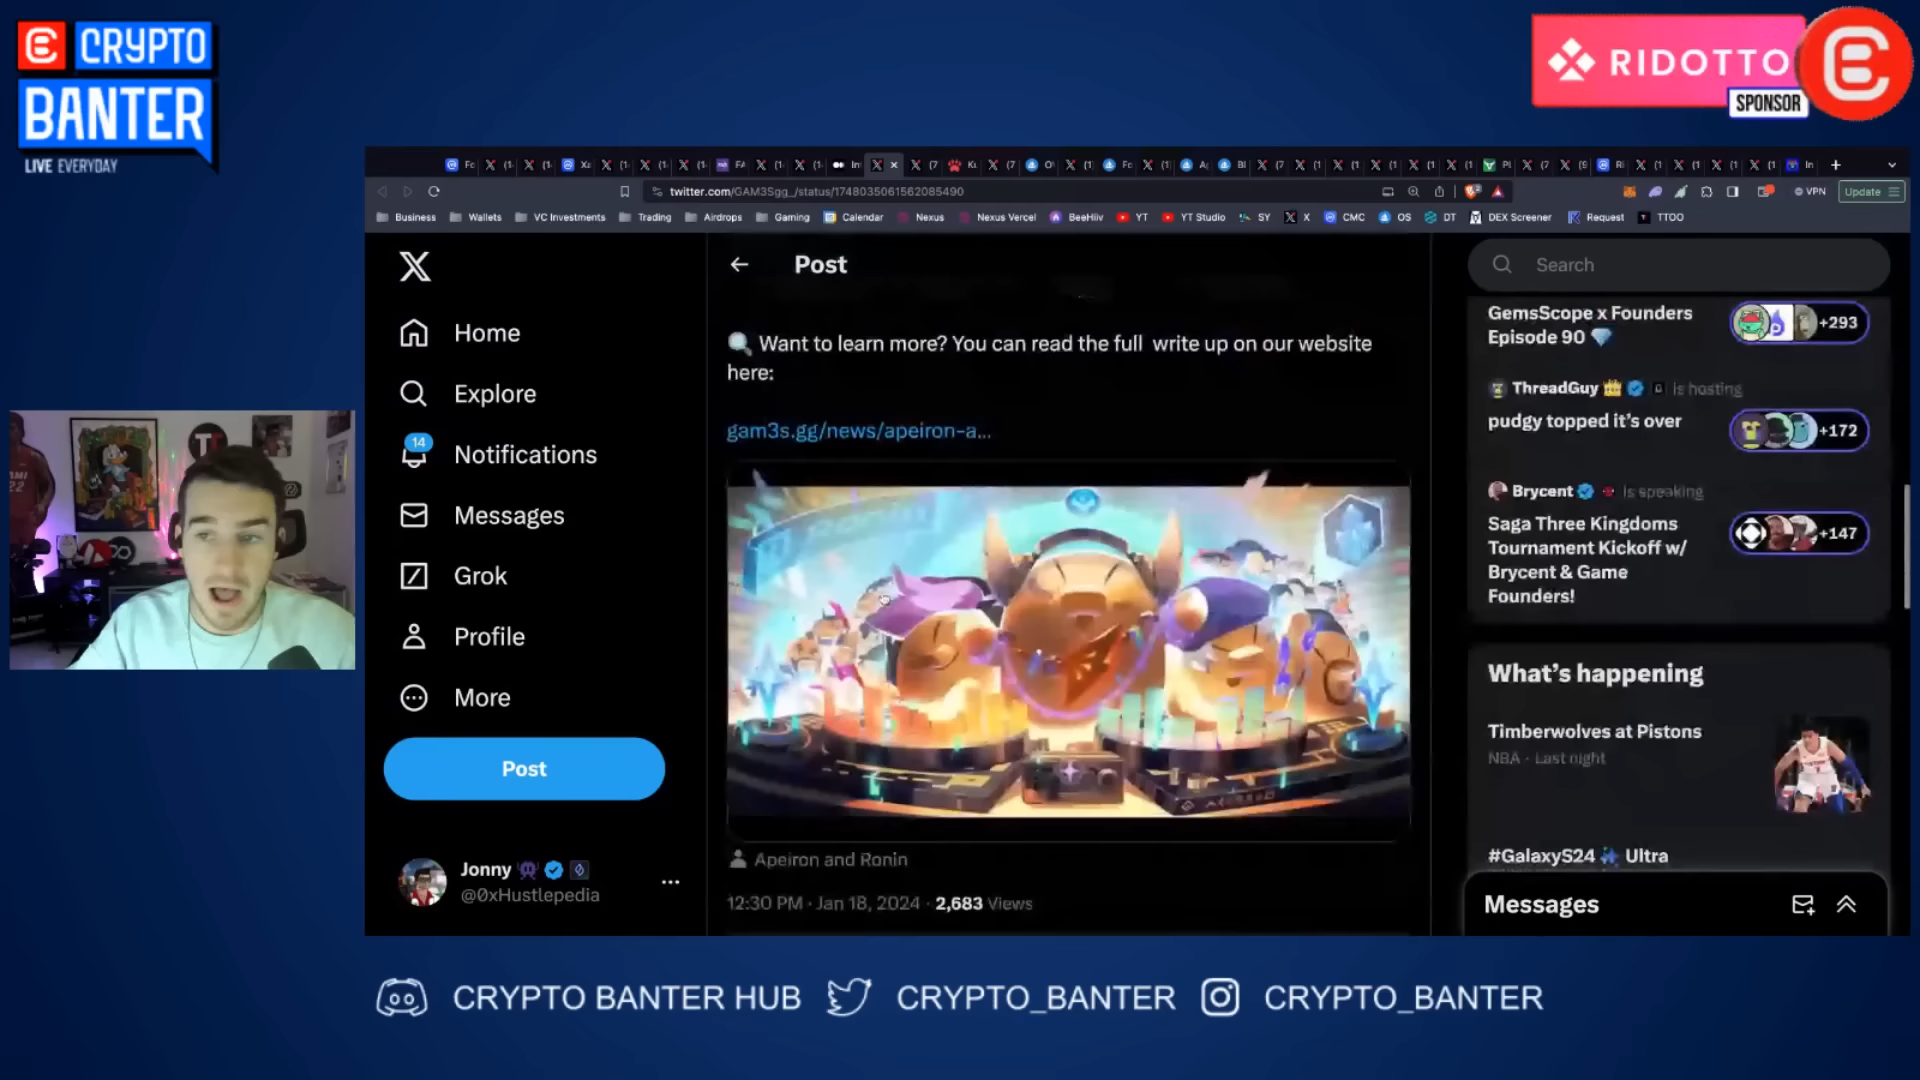 CRYPTO
BANTER
LIVE EVERYDAY
RIDOTTO
SPONSOR
twitter.com/GAM3Sgg_/status/1748035061562085490
VPN
Update
Business
Wallets
VC Investments
Trading
Airdrops
Gaming
Calendar
Nexus
Nexus Vercel
BeeHiiv
YT
YT Studio
SY
X
CMC
OS
DT
DEX Screener
Request
TTOO
Home
Explore
14
Notifications
Messages
Grok
Profile
More
Post
Jonny
@0xHustlepedia
Post
🔍 Want to learn more? You can read the full write up on our website
here:
gam3s.gg/news/apeiron-a...
Apeiron and Ronin
12:30 PM · Jan 18, 2024 · 2,683 Views
Search
GemsScope x Founders
Episode 90 💎
+293
ThreadGuy 👑 is hosting
pudgy topped it's over
+172
Brycent is speaking
Saga Three Kingdoms
Tournament Kickoff w/
Brycent & Game
Founders!
+147
What's happening
Timberwolves at Pistons
NBA · Last night
#GalaxyS24 Ultra
Messages
CRYPTO BANTER HUB
CRYPTO_BANTER
CRYPTO_BANTER